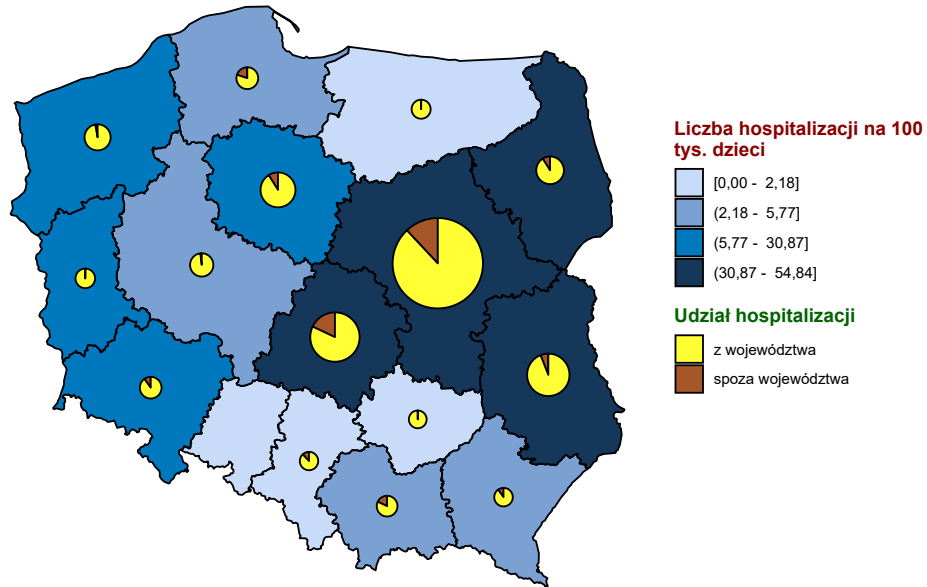 Liczba hospitalizacji na 100
tys. dzieci
[0,00 - 2,18]
(2,18 - 5,77]
(5,77 - 30,87]
(30,87 - 54,84]
Udział hospitalizacji
z województwa
spoza województwa